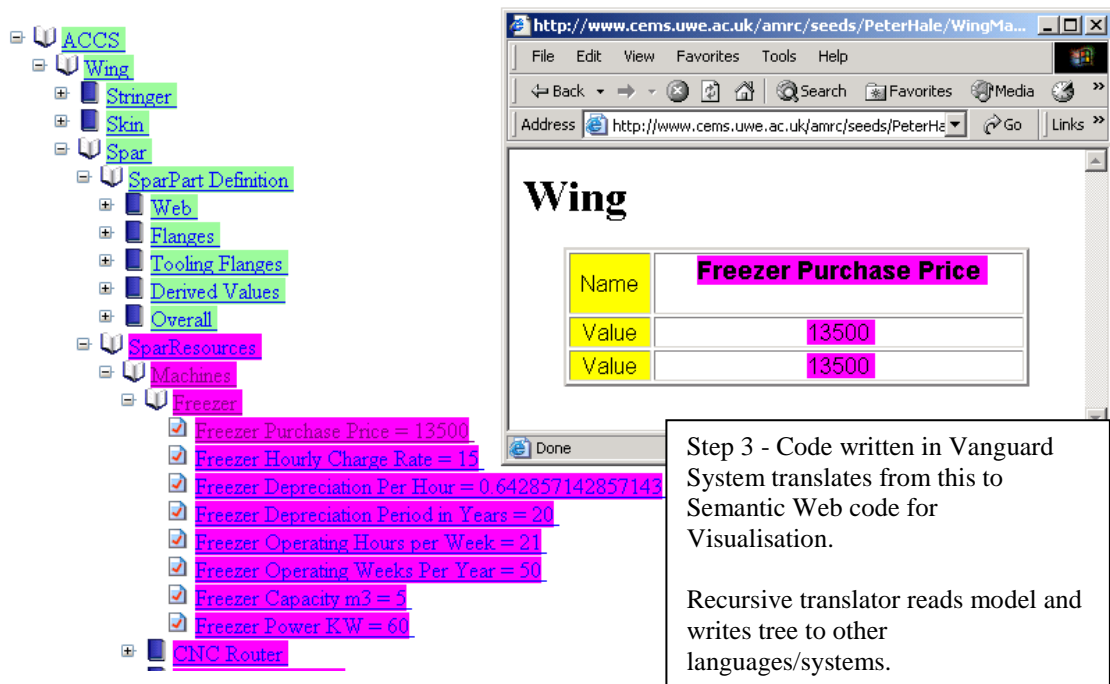 ACCS
Wing
Stringer
Skin
Spar
SparPart Definition
Web
Flanges
Tooling Flanges
Derived Values
Overall
SparResources
Machines
Freezer
Freezer Purchase Price = 13500
Freezer Hourly Charge Rate = 15
Freezer Depreciation Per Hour = 0.642857142857143
Freezer Depreciation Period in Years = 20
Freezer Operating Hours per Week = 21
Freezer Operating Weeks Per Year = 50
Freezer Capacity m3 = 5
Freezer Power KW = 60
CNC Router
http://www.cems.uwe.ac.uk/amrc/seeds/PeterHale/WingMa...
File Edit View Favorites Tools Help
Back Search Favorites Media »
Address http://www.cems.uwe.ac.uk/amrc/seeds/PeterHa Go Links »
Wing
Name Freezer Purchase Price
Value 13500
Value 13500
Done
Step 3 - Code written in Vanguard
System translates from this to
Semantic Web code for
Visualisation.
Recursive translator reads model and
writes tree to other
languages/systems.